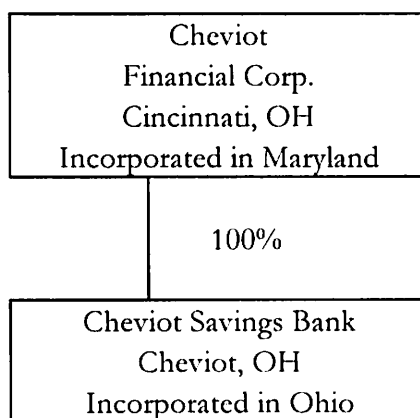 Cheviot
Financial Corp.
Cincinnati, OH
Incorporated in Maryland
100%
Cheviot Savings Bank
Cheviot, OH
Incorporated in Ohio